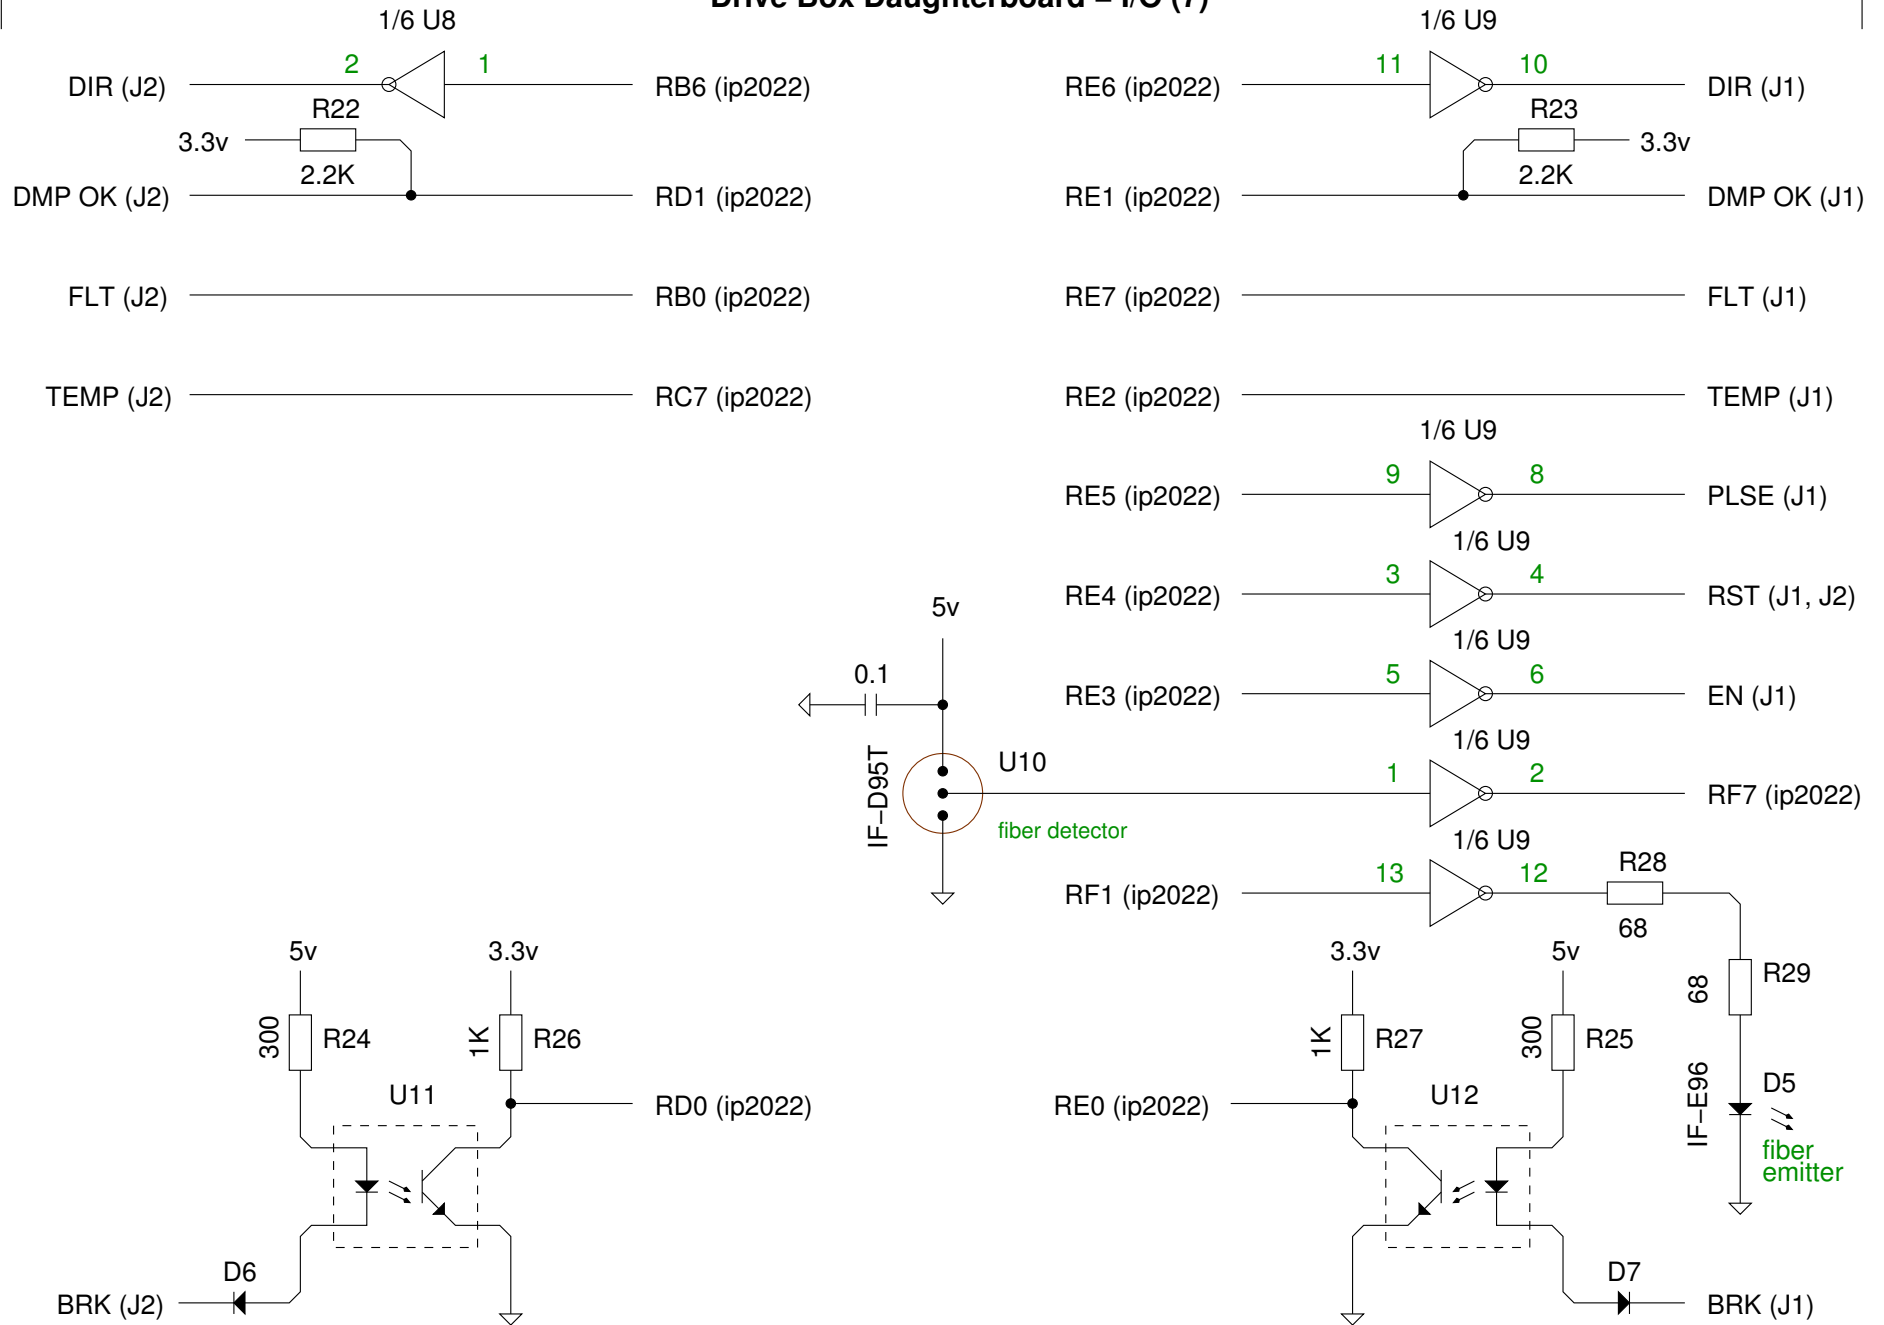 Drive Box Daughterboard – I/O (7)
1/6 U8
1/6 U9
DIR (J2)
2
1
RB6 (ip2022)
RE6 (ip2022)
11
10
DIR (J1)
R22
R23
3.3v
3.3v
2.2K
2.2K
DMP OK (J2)
RD1 (ip2022)
RE1 (ip2022)
DMP OK (J1)
FLT (J2)
RB0 (ip2022)
RE7 (ip2022)
FLT (J1)
TEMP (J2)
RC7 (ip2022)
RE2 (ip2022)
TEMP (J1)
1/6 U9
RE5 (ip2022)
9
8
PLSE (J1)
1/6 U9
RE4 (ip2022)
3
4
RST (J1, J2)
5v
1/6 U9
0.1
RE3 (ip2022)
5
6
EN (J1)
1/6 U9
IF–D95T
U10
1
2
RF7 (ip2022)
fiber detector
1/6 U9
RF1 (ip2022)
13
12
R28
68
5v
3.3v
3.3v
5v
68
R29
300
R24
1K
R26
1K
R27
300
R25
U11
U12
D5
IF–E96
RD0 (ip2022)
RE0 (ip2022)
fiber
emitter
D6
D7
BRK (J2)
BRK (J1)